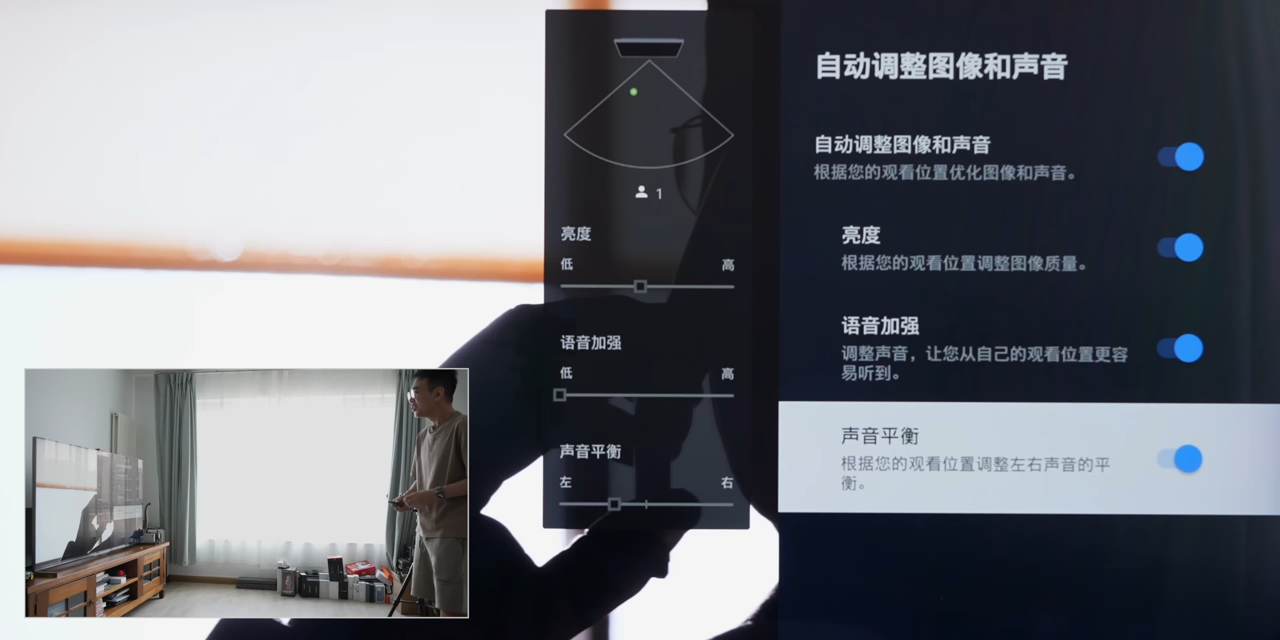 自动调整图像和声音
自动调整图像和声音
根据您的观看位置优化图像和声音。
亮度
根据您的观看位置调整图像质量。
语音加强
调整声音，让您从自己的观看位置更容
易听到。
声音平衡
根据您的观看位置调整左右声音的平
衡。
1
亮度
低 高
语音加强
低 高
声音平衡
左 右